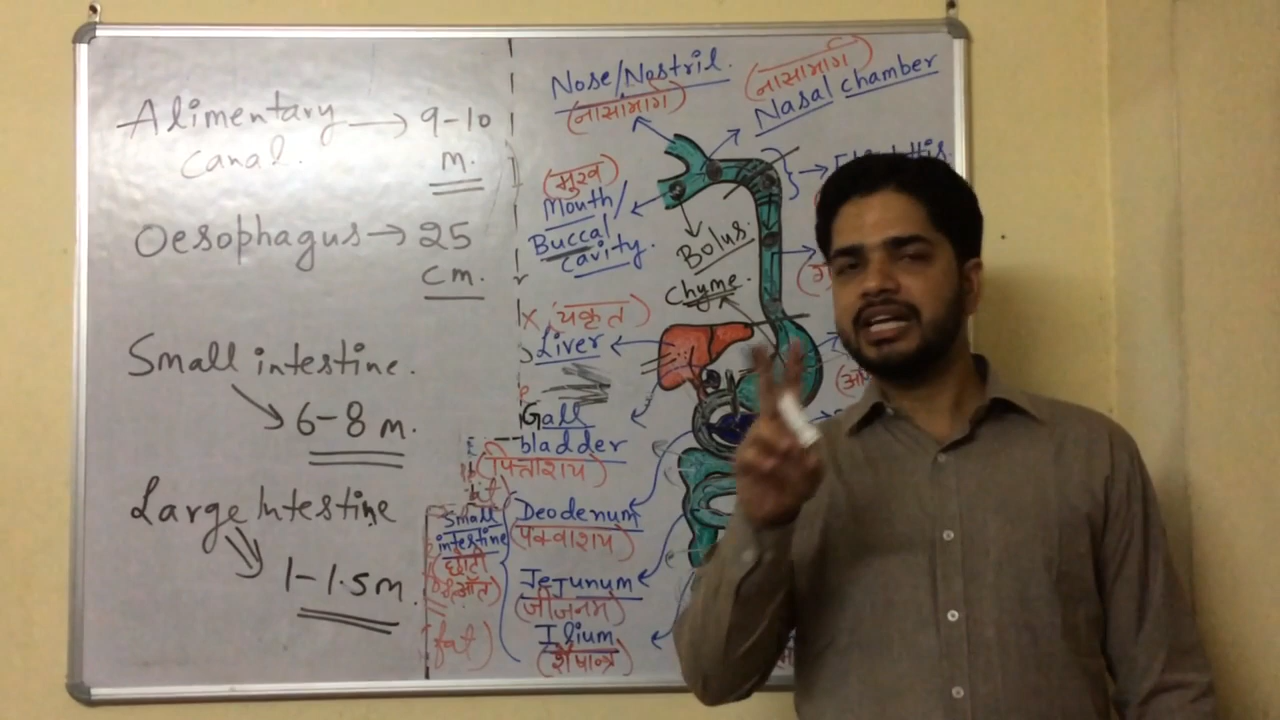 Alimentary → 9-10
canal. m.
Oesophagus → 25
cm.
Small intestine.
6-8 m.
Large Intestine
1-1.5m.
Nose/Nostril.
(नासामार्ग)
(नासामार्ग)
Nasal chamber
(मुख)
Mouth/
Buccal
cavity.
Bolus.
Chyme.
(यकृत)
Liver
Gall
bladder
(पित्ताशय)
Small
intestine
(छोटी
Deodenum
(पक्वाशय)
Jejunum
(जीजनम)
Ilium
(शेषान्त्र)